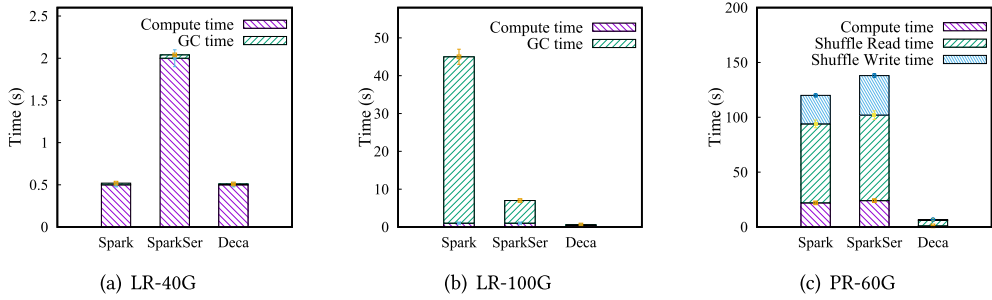 2.5
2
1.5
1
0.5
0
Time (s)
Compute time
GC time
Spark SparkSer Deca
(a) LR-40G
50
40
30
20
10
0
Time (s)
Compute time
GC time
Spark SparkSer Deca
(b) LR-100G
200
150
100
50
0
Time (s)
Compute time
Shuffle Read time
Shuffle Write time
Spark SparkSer Deca
(c) PR-60G